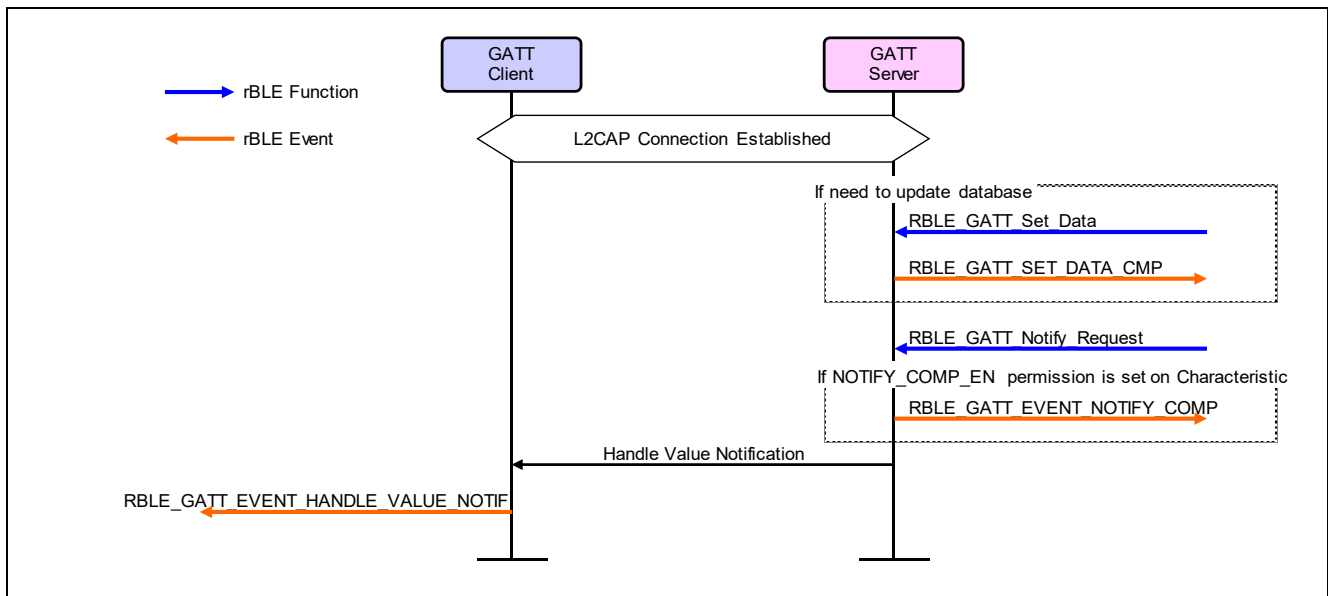 GATT
Client
GATT
Server
rBLE Function
rBLE Event
L2CAP Connection Established
If need to update database
RBLE_GATT_Set_Data
RBLE_GATT_SET_DATA_CMP
RBLE_GATT_Notify_Request
If NOTIFY_COMP_EN permission is set on Characteristic
RBLE_GATT_EVENT_NOTIFY_COMP
Handle Value Notification
RBLE_GATT_EVENT_HANDLE_VALUE_NOTIF